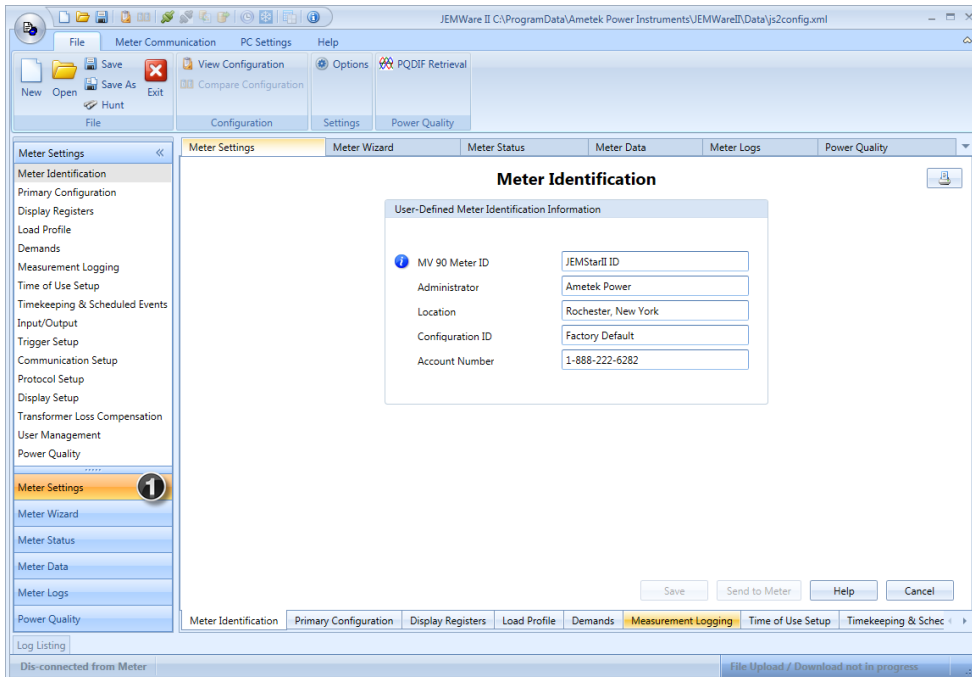 JEMWare II C:\ProgramData\Ametek Power Instruments\JEMWareII\Data\js2config.xml
File Meter Communication PC Settings Help
New Open Save Save As Hunt Exit
View Configuration
Compare Configuration
Options
PQDIF Retrieval
File Configuration Settings Power Quality
Meter Settings
Meter Identification
Primary Configuration
Display Registers
Load Profile
Demands
Measurement Logging
Time of Use Setup
Timekeeping & Scheduled Events
Input/Output
Trigger Setup
Communication Setup
Protocol Setup
Display Setup
Transformer Loss Compensation
User Management
Power Quality
Meter Settings 1
Meter Wizard
Meter Status
Meter Data
Meter Logs
Power Quality
Meter Settings Meter Wizard Meter Status Meter Data Meter Logs Power Quality
Meter Identification
User-Defined Meter Identification Information
MV 90 Meter ID JEMStarII ID
Administrator Ametek Power
Location Rochester, New York
Configuration ID Factory Default
Account Number 1-888-222-6282
Save Send to Meter Help Cancel
Meter Identification Primary Configuration Display Registers Load Profile Demands Measurement Logging Time of Use Setup Timekeeping & Schec
Log Listing
Dis-connected from Meter File Upload / Download not in progress